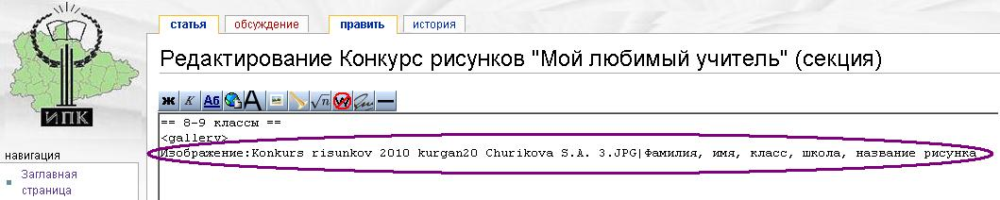 статья обсуждение править история
Редактирование Конкурс рисунков "Мой любимый учитель" (секция)
Ж К Аб A √n W
== 8-9 классы ==
<gallery>
Изображение:Konkurs risunkov 2010 kurgan20 Churikova S.A. 3.JPG|Фамилия, имя, класс, школа, название рисунка
ИПК
навигация
Заглавная
страница